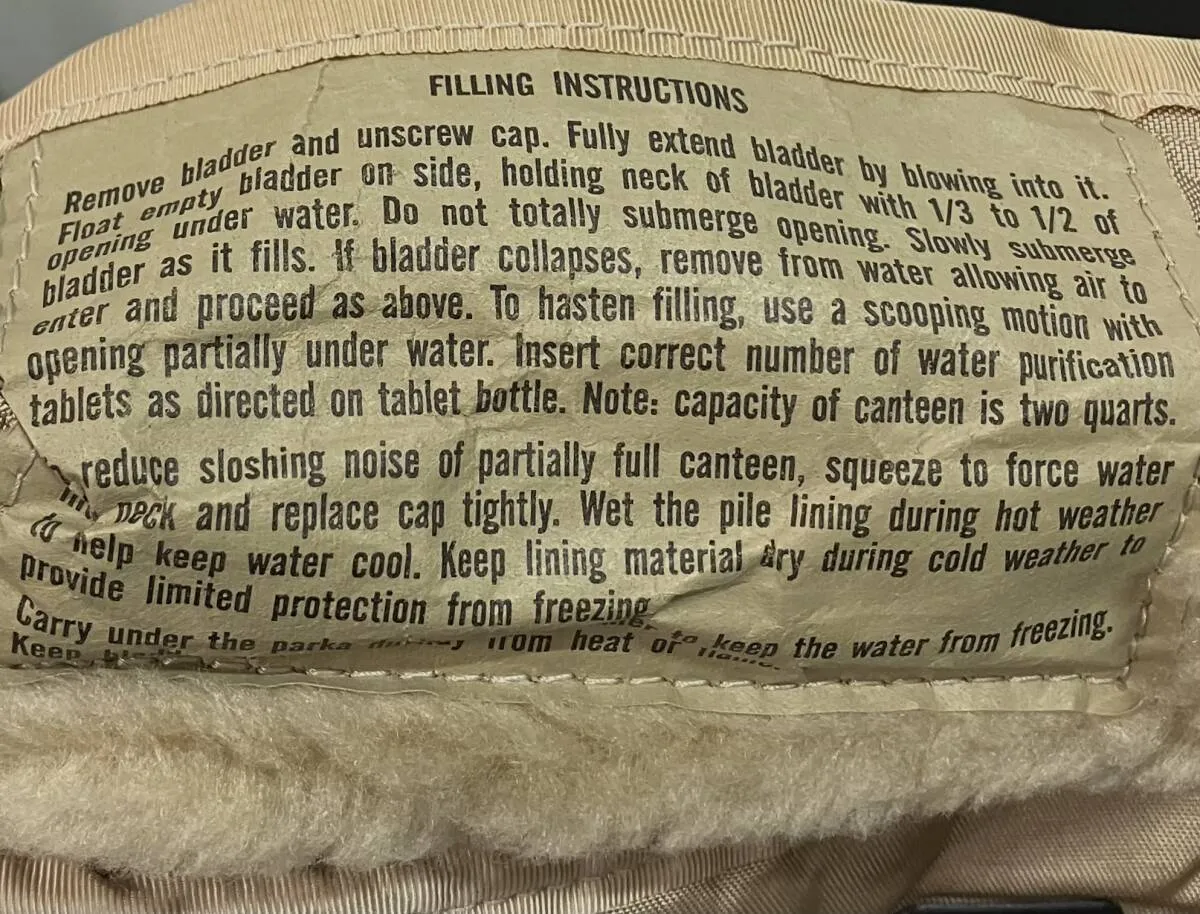 FILLING INSTRUCTIONS
Remove bladder and unscrew cap. Fully extend bladder by blowing into it.
Float empty bladder on side, holding neck of bladder with 1/3 to 1/2 of
opening under water. Do not totally submerge opening. Slowly submerge
bladder as it fills. If bladder collapses, remove from water allowing air to
enter and proceed as above. To hasten filling, use a scooping motion with
opening partially under water. Insert correct number of water purification
tablets as directed on tablet bottle. Note: capacity of canteen is two quarts.
reduce sloshing noise of partially full canteen, squeeze to force water
neck and replace cap tightly. Wet the pile lining during hot weather
to help keep water cool. Keep lining material dry during cold weather to
provide limited protection from freezing.
Carry under the parka to keep the water from freezing.
Keep from heat or